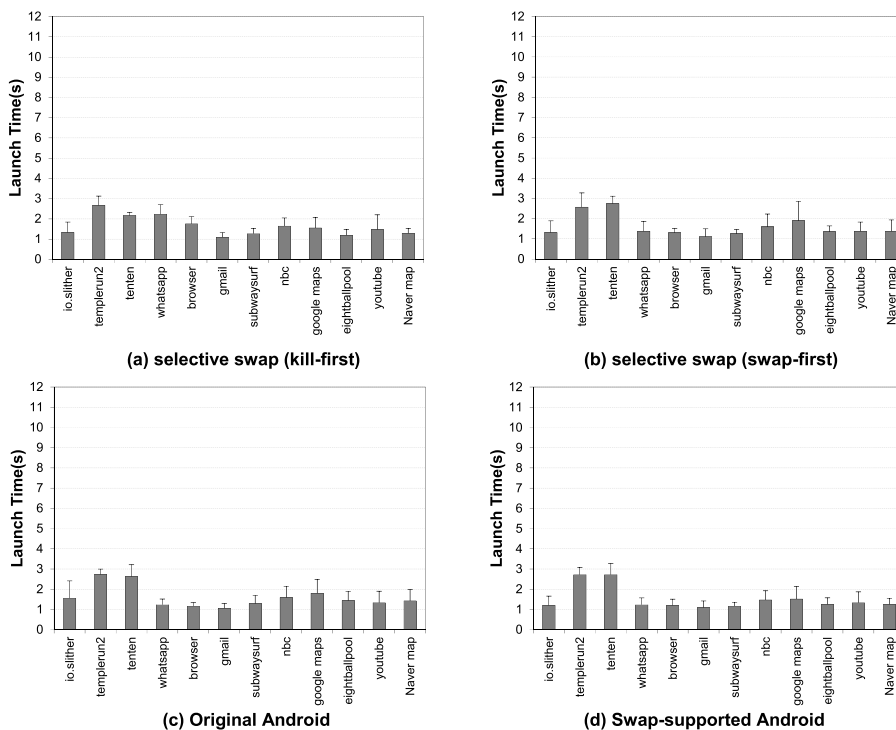 12
11
10
9
8
7
6
5
4
3
2
1
0
Launch Time(s)
io.slither
templerun2
tenten
whatsapp
browser
gmail
subwaysurf
nbc
google maps
eightballpool
youtube
Naver map
(a) selective swap (kill-first)
12
11
10
9
8
7
6
5
4
3
2
1
0
Launch Time(s)
io.slither
templerun2
tenten
whatsapp
browser
gmail
subwaysurf
nbc
google maps
eightballpool
youtube
Naver map
(b) selective swap (swap-first)
12
11
10
9
8
7
6
5
4
3
2
1
0
Launch Time(s)
io.slither
templerun2
tenten
whatsapp
browser
gmail
subwaysurf
nbc
google maps
eightballpool
youtube
Naver map
(c) Original Android
12
11
10
9
8
7
6
5
4
3
2
1
0
Launch Time(s)
io.slither
templerun2
tenten
whatsapp
browser
gmail
subwaysurf
nbc
google maps
eightballpool
youtube
Naver map
(d) Swap-supported Android